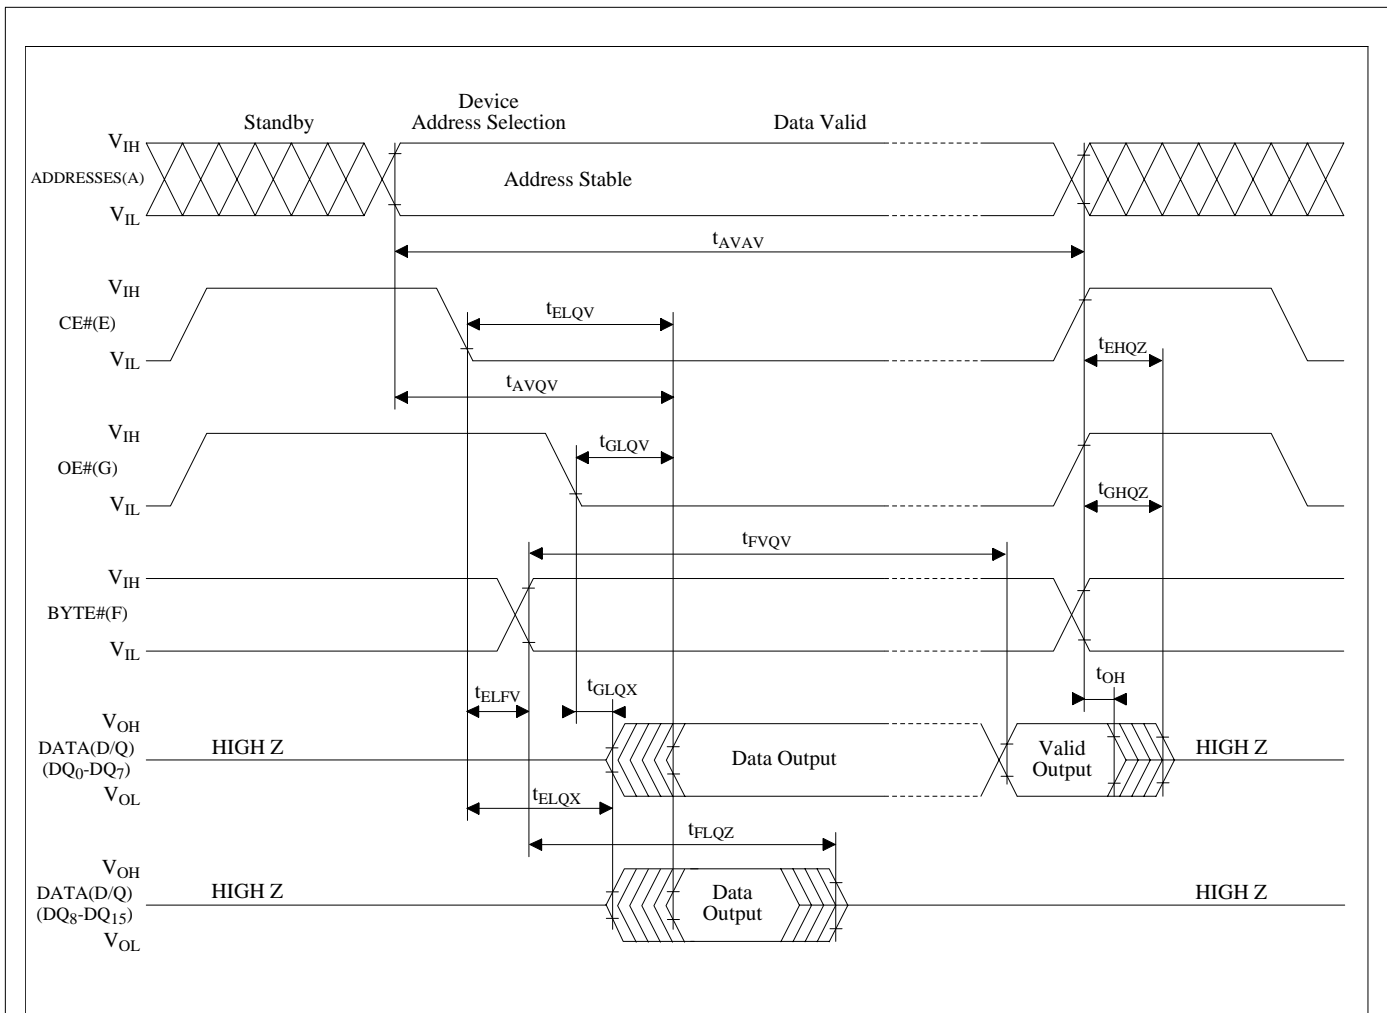 Device
Standby Address Selection Data Valid
VIH
ADDRESSES(A) Address Stable
VIL
tAVAV
VIH
CE#(E) tELQV
tEHQZ
VIL
tAVQV
VIH
OE#(G) tGLQV
tGHQZ
VIL
tFVQV
VIH
BYTE#(F)
VIL
tELFV tGLQX tOH
VOH
DATA(D/Q) HIGH Z Data Output Valid HIGH Z
(DQ0-DQ7) Output
VOL
tELQX
tFLQZ
VOH
DATA(D/Q) HIGH Z Data HIGH Z
(DQ8-DQ15) Output
VOL